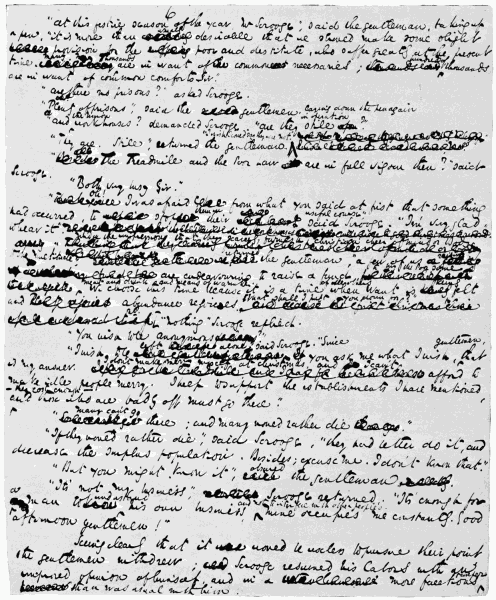 6
"At this festive season of the year Mr Scrooge", said the gentleman, taking up
a pen, "it is more than usually desirable that we should make some slight
provision for the poor and destitute, who suffer greatly at the present
time. Many thousands are in want of common necessaries; hundreds of thousands
are in want of common comforts Sir."
"Are there no prisons?" asked Scrooge.
"Plenty of prisons", said the gentleman, laying down the pen again
"And the Union workhouses?" demanded Scrooge. "Are they still in operation?"
"They are. Still," returned the gentleman. "I wish I could say they were not."
"The Treadmill and the Poor Law are in full vigour then?" said
Scrooge.
"Both very busy Sir."
"Oh! I was afraid from what you said at first that something
had occurred to stop them in their useful course" said Scrooge. "I'm very glad
to hear it."
the gentleman, "a few of us
are endeavouring to raise a fund to buy the Poor some
meat and drink, and means of warmth. We choose this time because it is a time when Want is keenly felt
and Abundance rejoices. What shall I put you down for?"
"Nothing" Scrooge replied.
"You wish to be anonymous?"
"I wish to be left alone," said Scrooge. "Since you ask me what I wish, gentlemen, that
is my answer. I don't make merry myself at Christmas, and I can't afford to
make idle people merry. I help to support the establishments I have mentioned,
and those who are badly off must go there."
"Many can't go there; and many would rather die."
"If they would rather die", said Scrooge, "they had better do it, and
decrease the surplus population. Besides; excuse me. I don't know that"
"But you might know it"; observed the gentleman
"It's not my business"; Scrooge returned; "It's enough for
a man to understand his own business, and not to interfere with other people's. Mine occupies me constantly. Good
afternoon gentlemen!"
Seeing clearly that it would be useless to pursue their point
the gentlemen withdrew; Scrooge resumed his labors with an
improved opinion of himself, and in a more facetious temper
than was usual with him.